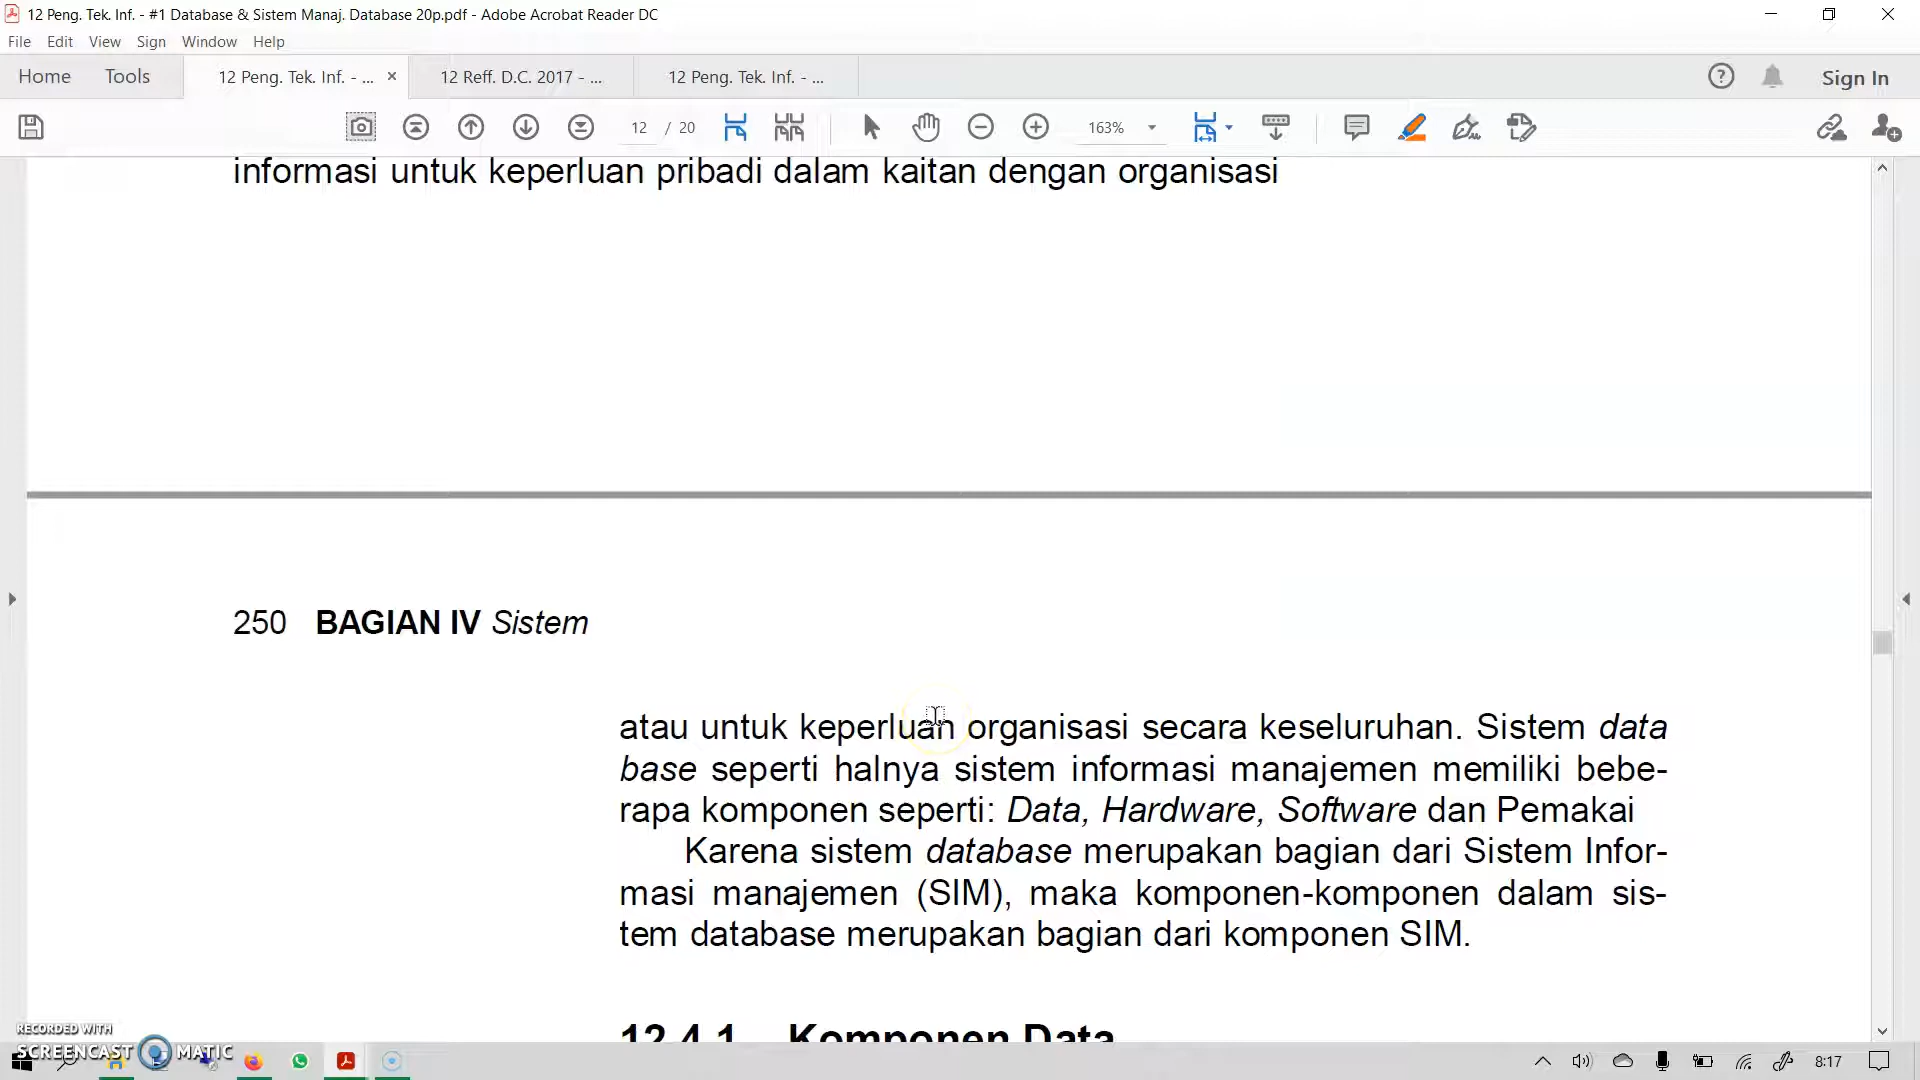 12 Peng. Tek. Inf. - #1 Database & Sistem Manaj. Database 20p.pdf - Adobe Acrobat Reader DC
File Edit View Sign Window Help
Home Tools 12 Peng. Tek. Inf. - ... 12 Reff. D.C. 2017 - ... 12 Peng. Tek. Inf. - ... Sign In
12 / 20 163%
informasi untuk keperluan pribadi dalam kaitan dengan organisasi
250 BAGIAN IV Sistem
atau untuk keperluan organisasi secara keseluruhan. Sistem data
base seperti halnya sistem informasi manajemen memiliki bebe-
rapa komponen seperti: Data, Hardware, Software dan Pemakai
Karena sistem database merupakan bagian dari Sistem Infor-
masi manajemen (SIM), maka komponen-komponen dalam sis-
tem database merupakan bagian dari komponen SIM.
12.4.1 Komponen Data
RECORDED WITH
SCREENCAST MATIC
8:17